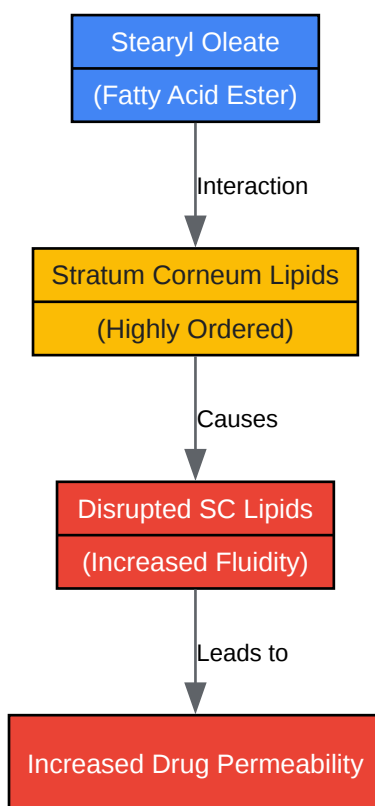 Stearyl Oleate
(Fatty Acid Ester)
Interaction
Stratum Corneum Lipids
(Highly Ordered)
Causes
Disrupted SC Lipids
(Increased Fluidity)
Leads to
Increased Drug Permeability